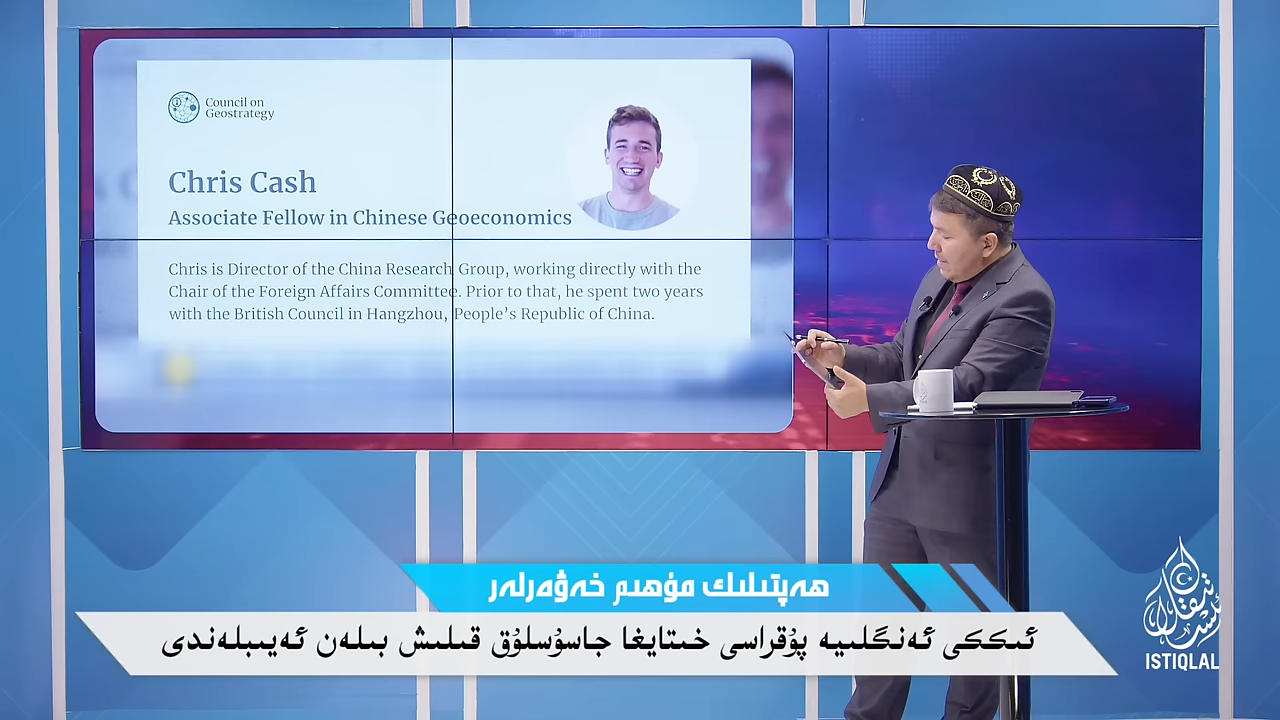 Council on
Geostrategy
Chris Cash
Associate Fellow in Chinese Geoeconomics
Chris is Director of the China Research Group, working directly with the
Chair of the Foreign Affairs Committee. Prior to that, he spent two years
with the British Council in Hangzhou, People's Republic of China.
ھەپتىلىك مۇھىم خەۋەرلەر
ئىككى ئەنگلىيە پۇقراسى خىتايغا جاسۇسلۇق قىلىش بىلەن ئەيىبلەندى
ئىستىقلال
ISTIQLAL